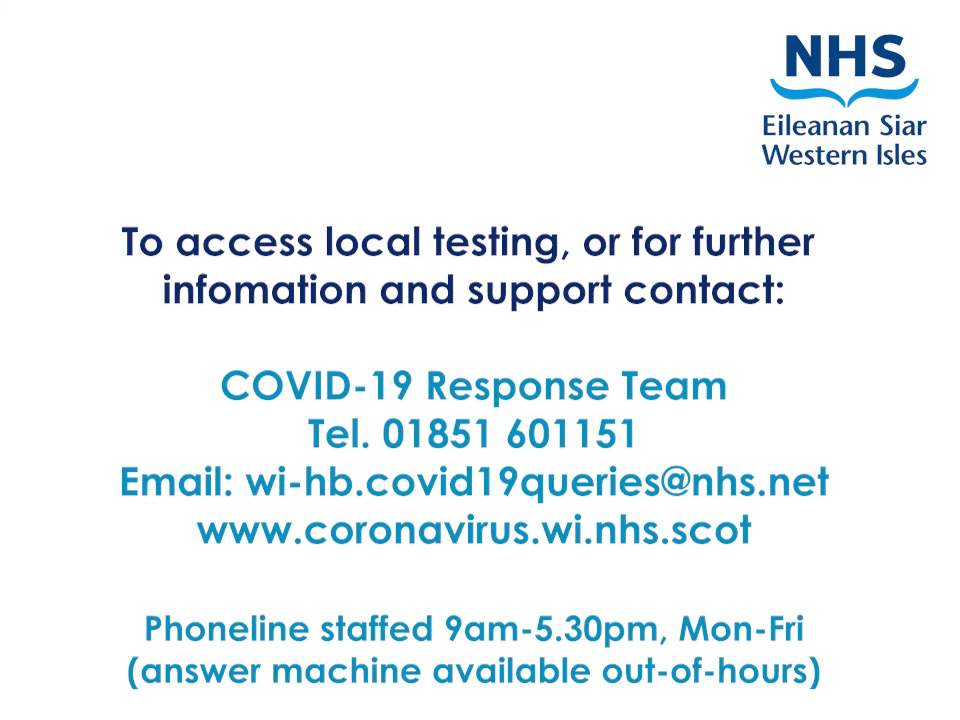 NHS
Eileanan Siar
Western Isles
To access local testing, or for further
infomation and support contact:
COVID-19 Response Team
Tel. 01851 601151
Email: wi-hb.covid19queries@nhs.net
www.coronavirus.wi.nhs.scot
Phoneline staffed 9am-5.30pm, Mon-Fri
(answer machine available out-of-hours)